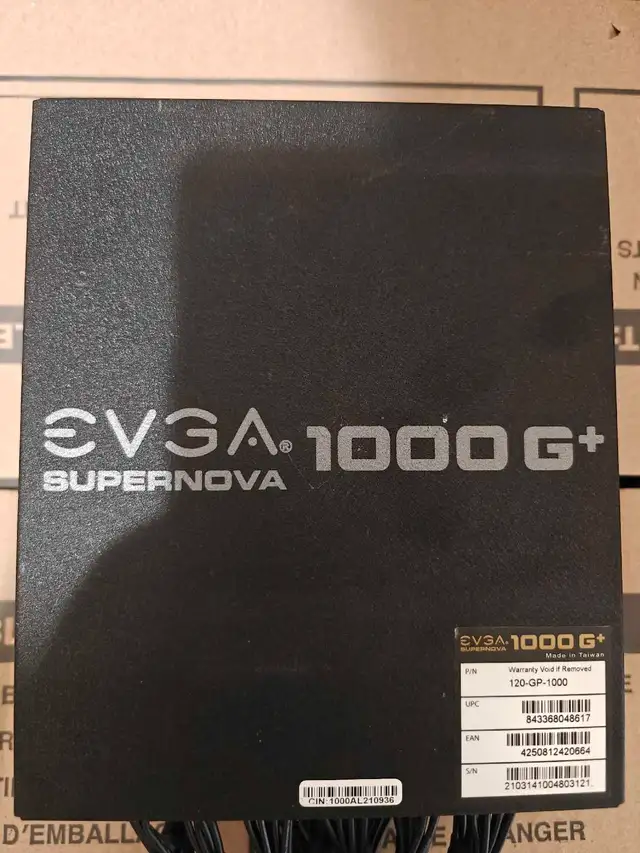 EVGA® 1000 G+
SUPERNOVA
EVGA. 1000 G+
SUPERNOVA
Made in Taiwan
P/N
Warranty Void if Removed
120-GP-1000
UPC
843368048617
EAN
4250812420664
S/N
2103141004803121
CIN:1000AL210936
D'EMBALLA
ANGER